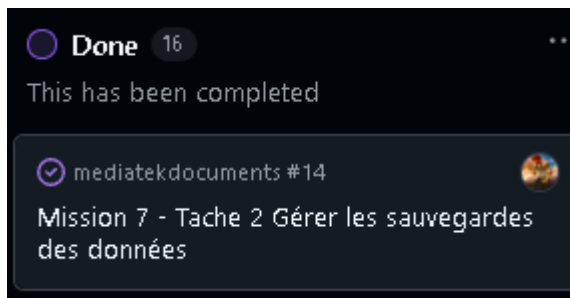 Done 16
This has been completed
mediatekdocuments #14
Mission 7 - Tache 2 Gérer les sauvegardes
des données